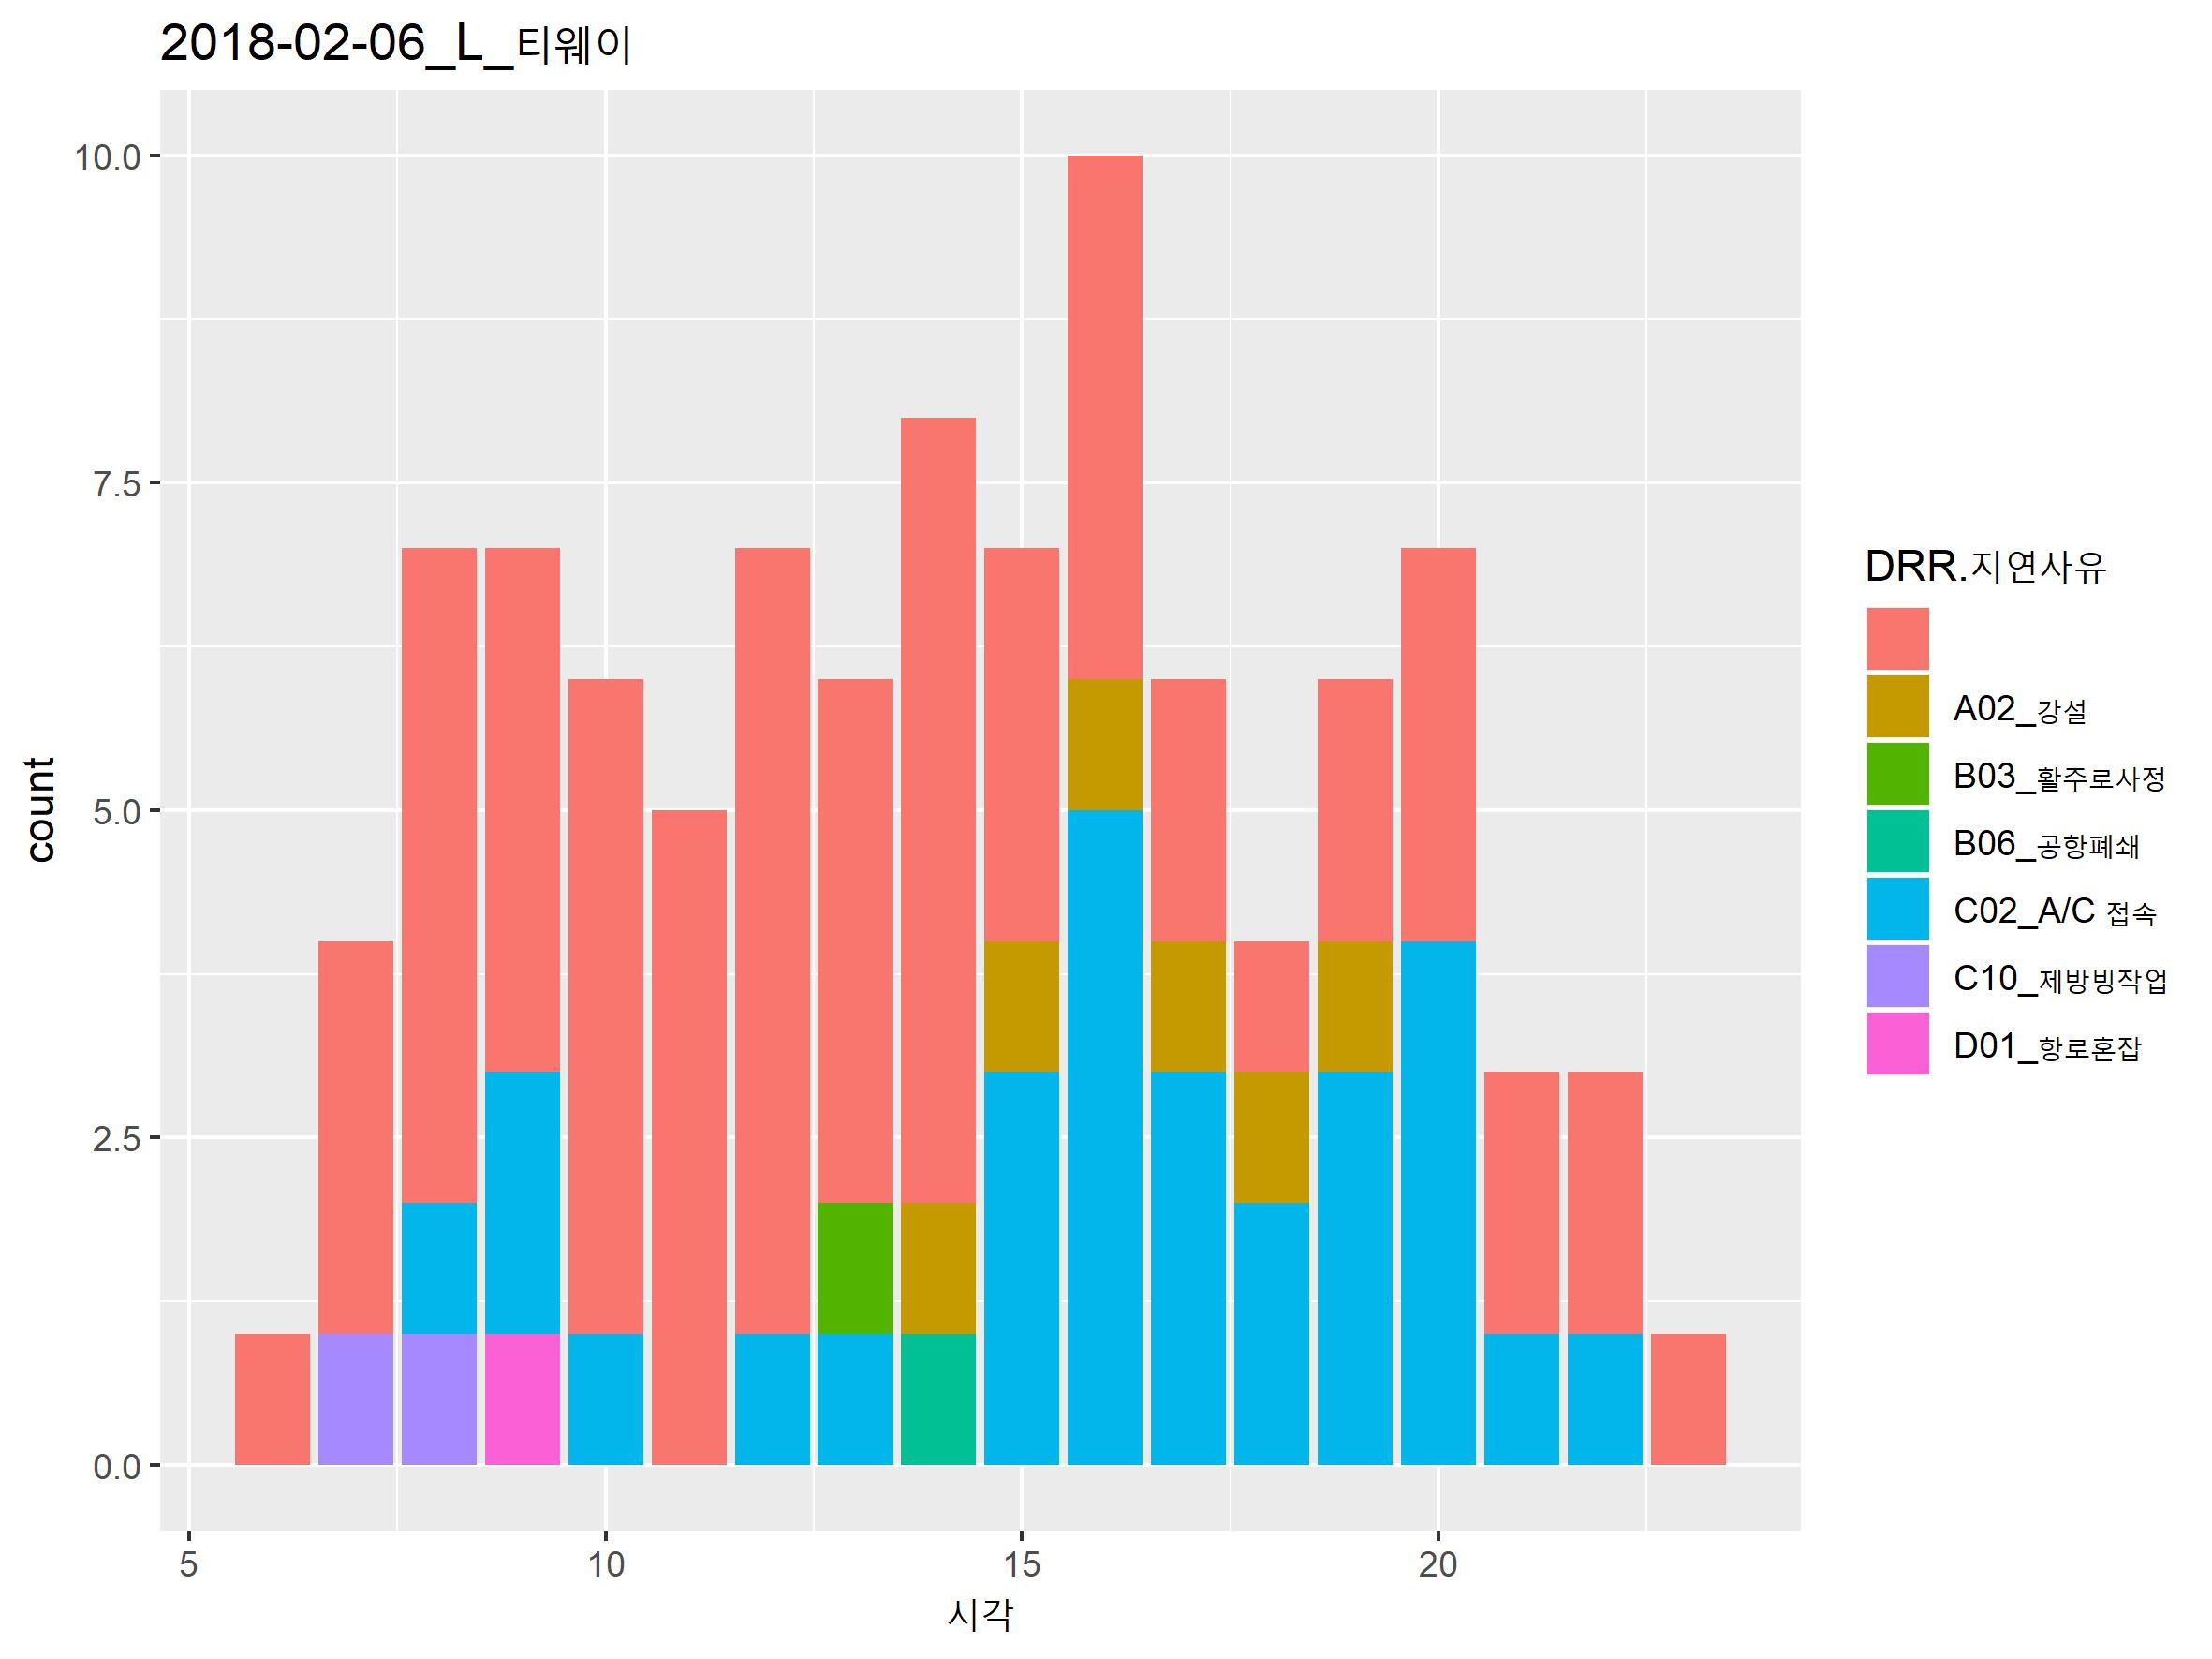 2018-02-06_L_티웨이
10.0
7.5
5.0
2.5
0.0
count
5 10 15 20
시각
DRR.지연사유
A02_강설
B03_활주로사정
B06_공항폐쇄
C02_A/C 접속
C10_제방빙작업
D01_항로혼잡